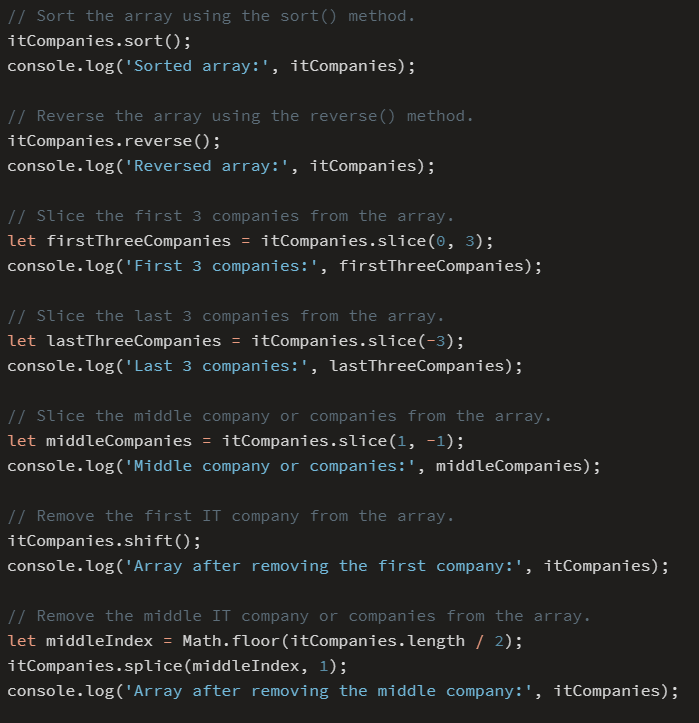 // Sort the array using the sort() method.
itCompanies.sort();
console.log('Sorted array:', itCompanies);
// Reverse the array using the reverse() method.
itCompanies.reverse();
console.log('Reversed array:', itCompanies);
// Slice the first 3 companies from the array.
let firstThreeCompanies = itCompanies.slice(0, 3);
console.log('First 3 companies:', firstThreeCompanies);
// Slice the last 3 companies from the array.
let lastThreeCompanies = itCompanies.slice(-3);
console.log('Last 3 companies:', lastThreeCompanies);
// Slice the middle company or companies from the array.
let middleCompanies = itCompanies.slice(1, -1);
console.log('Middle company or companies:', middleCompanies);
// Remove the first IT company from the array.
itCompanies.shift();
console.log('Array after removing the first company:', itCompanies);
// Remove the middle IT company or companies from the array.
let middleIndex = Math.floor(itCompanies.length / 2);
itCompanies.splice(middleIndex, 1);
console.log('Array after removing the middle company:', itCompanies);